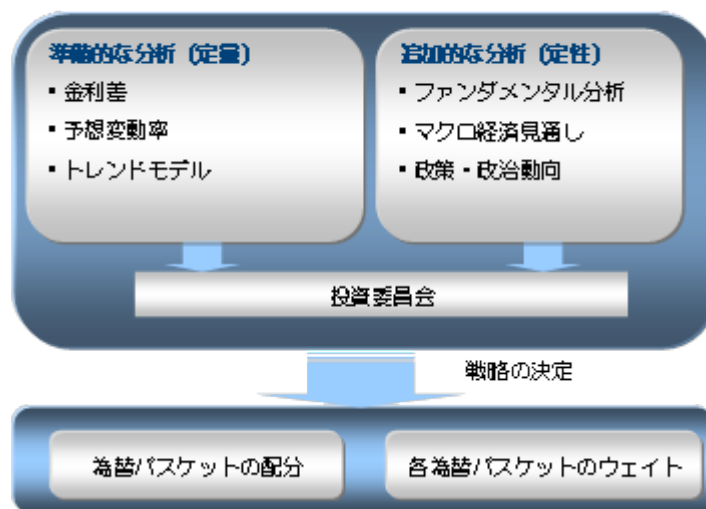 準備的な分析（定量）
▪ 金利差
▪ 予想変動率
▪ トレンドモデル
追加的な分析（定性）
▪ ファンダメンタル分析
▪ マクロ経済見通し
▪ 政策・政治動向
投資委員会
戦略の決定
為替バスケットの配分
各為替バスケットのウェイト